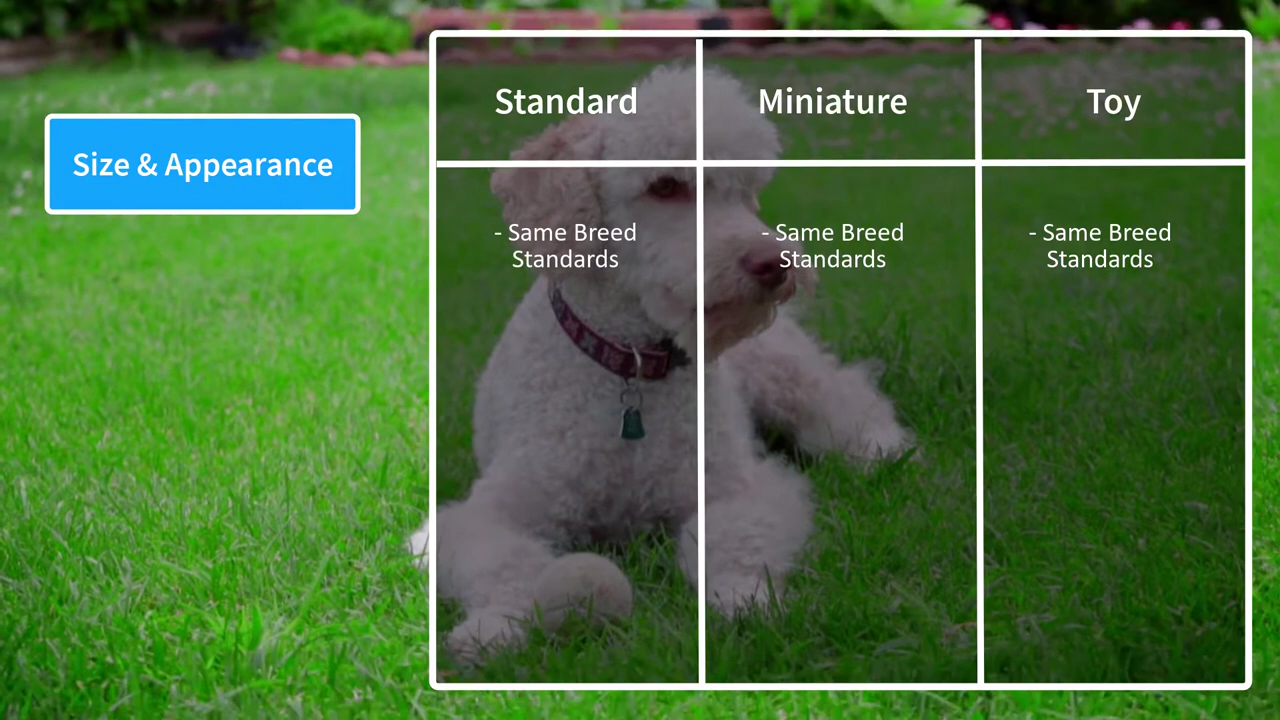 Size & Appearance
Standard
Miniature
Toy
- Same Breed
Standards
- Same Breed
Standards
- Same Breed
Standards